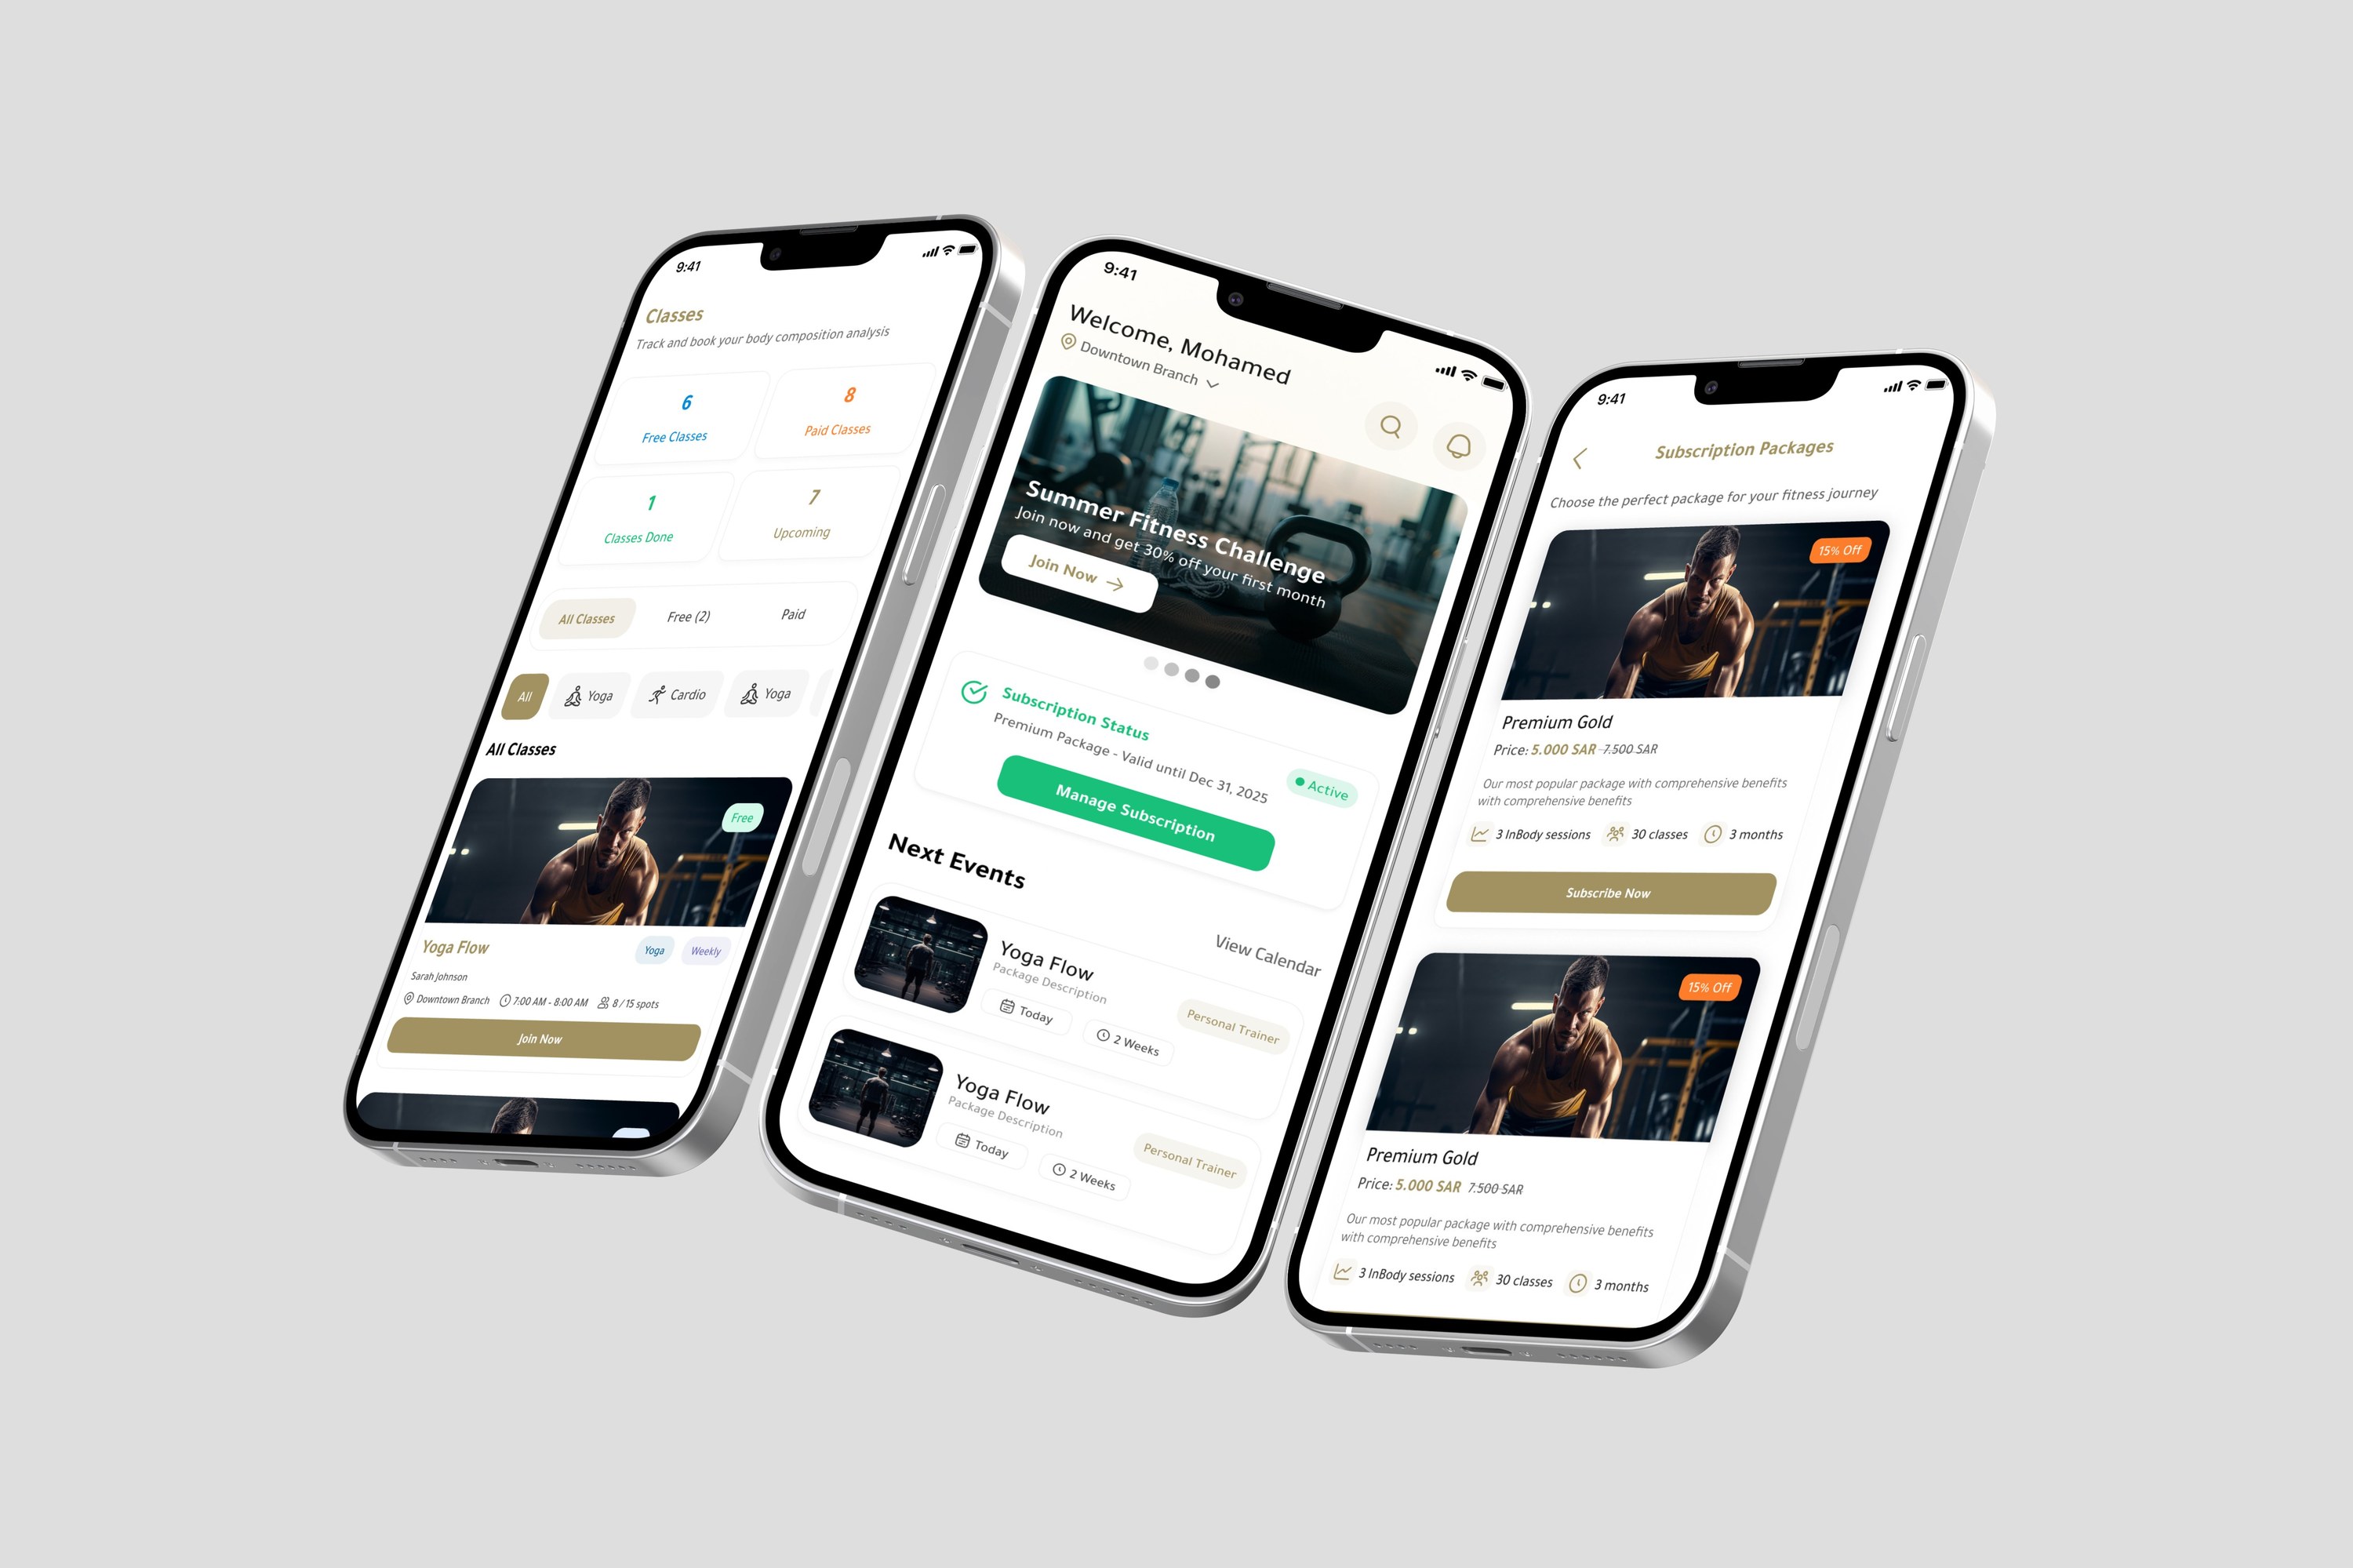 9:41
Classes
Track and book your body composition analysis
6
Free Classes
8
Paid Classes
1
Classes Done
7
Upcoming
All Classes
Free (2)
Paid
All
Yoga
Cardio
Yoga
All Classes
Free
Yoga Flow
Yoga
Weekly
Sarah Johnson
Downtown Branch
7:00 AM - 8:00 AM
8 / 15 spots
Join Now
9:41
Welcome, Mohamed
Downtown Branch
Summer Fitness Challenge
Join now and get 30% off your first month
Join Now
Subscription Status
Premium Package - Valid until Dec 31, 2025
Active
Manage Subscription
Next Events
View Calendar
Yoga Flow
Package Description
Today
2 Weeks
Personal Trainer
Yoga Flow
Package Description
Today
2 Weeks
Personal Trainer
9:41
Subscription Packages
Choose the perfect package for your fitness journey
15% Off
Premium Gold
Price: 5.000 SAR 7.500 SAR
Our most popular package with comprehensive benefits
with comprehensive benefits
3 InBody sessions
30 classes
3 months
Subscribe Now
15% Off
Premium Gold
Price: 5.000 SAR 7.500 SAR
Our most popular package with comprehensive benefits
with comprehensive benefits
3 InBody sessions
30 classes
3 months